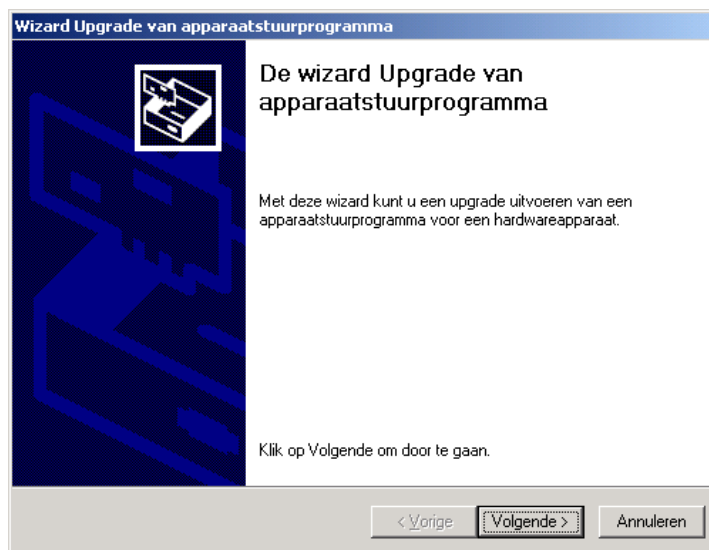 Wizard Upgrade van apparaatstuurprogramma
De wizard Upgrade van
apparaatstuurprogramma
Met deze wizard kunt u een upgrade uitvoeren van een
apparaatstuurprogramma voor een hardwareapparaat.
Klik op Volgende om door te gaan.
< Vorige Volgende > Annuleren